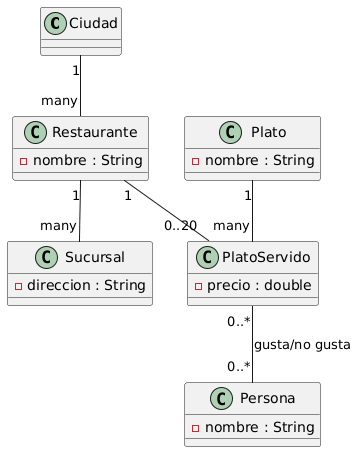 C Ciudad
1
many
C Restaurante
nombre : String
C Plato
nombre : String
1
1
1
many
0..20
many
C Sucursal
direccion : String
C PlatoServido
precio : double
0..*
gusta/no gusta
0..*
C Persona
nombre : String